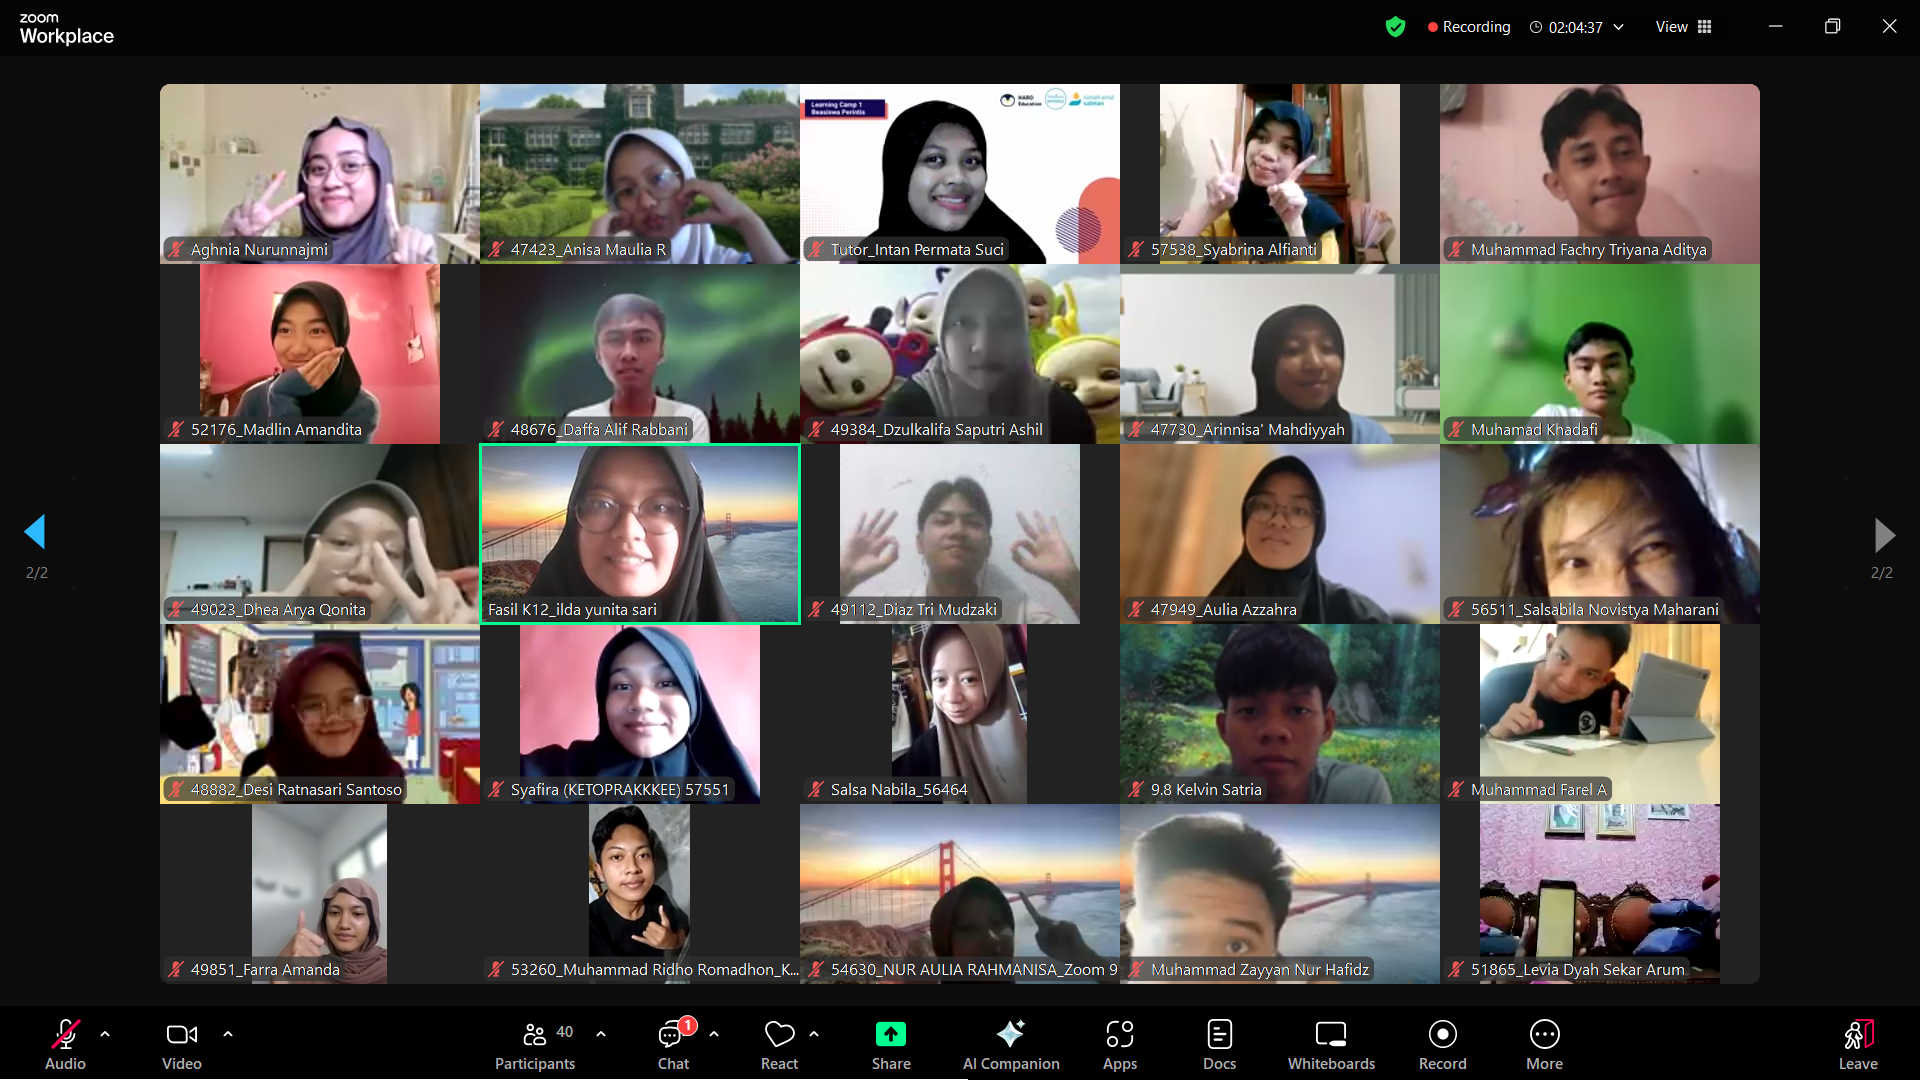 zoom
Workplace
Recording
02:04:37
View
Learning Camp 1
Beasiswa Perintis
HARO
Education
rumah amal
salman
Aghnia Nurunnajmi
47423_Anisa Maulia R
Tutor_Intan Permata Suci
57538_Syabrina Alfianti
Muhammad Fachry Triyana Aditya
52176_Madlin Amandita
48676_Daffa Alif Rabbani
49384_Dzulkalifa Saputri Ashil
47730_Arinnisa' Mahdiyyah
Muhamad Khadafi
2/2
2/2
49023_Dhea Arya Qonita
Fasil K12_ilda yunita sari
49112_Diaz Tri Mudzaki
47949_Aulia Azzahra
56511_Salsabila Novistya Maharani
48882_Desi Ratnasari Santoso
Syafira (KETOPRAKKKEE) 57551
Salsa Nabila_56464
9.8 Kelvin Satria
Muhammad Farel A
49851_Farra Amanda
53260_Muhammad Ridho Romadhon_K...
54630_NUR AULIA RAHMANISA_Zoom 9
Muhammad Zayyan Nur Hafidz
51865_Levia Dyah Sekar Arum
Audio
Video
40
Participants
1
Chat
React
Share
AI Companion
Apps
Docs
Whiteboards
Record
More
Leave